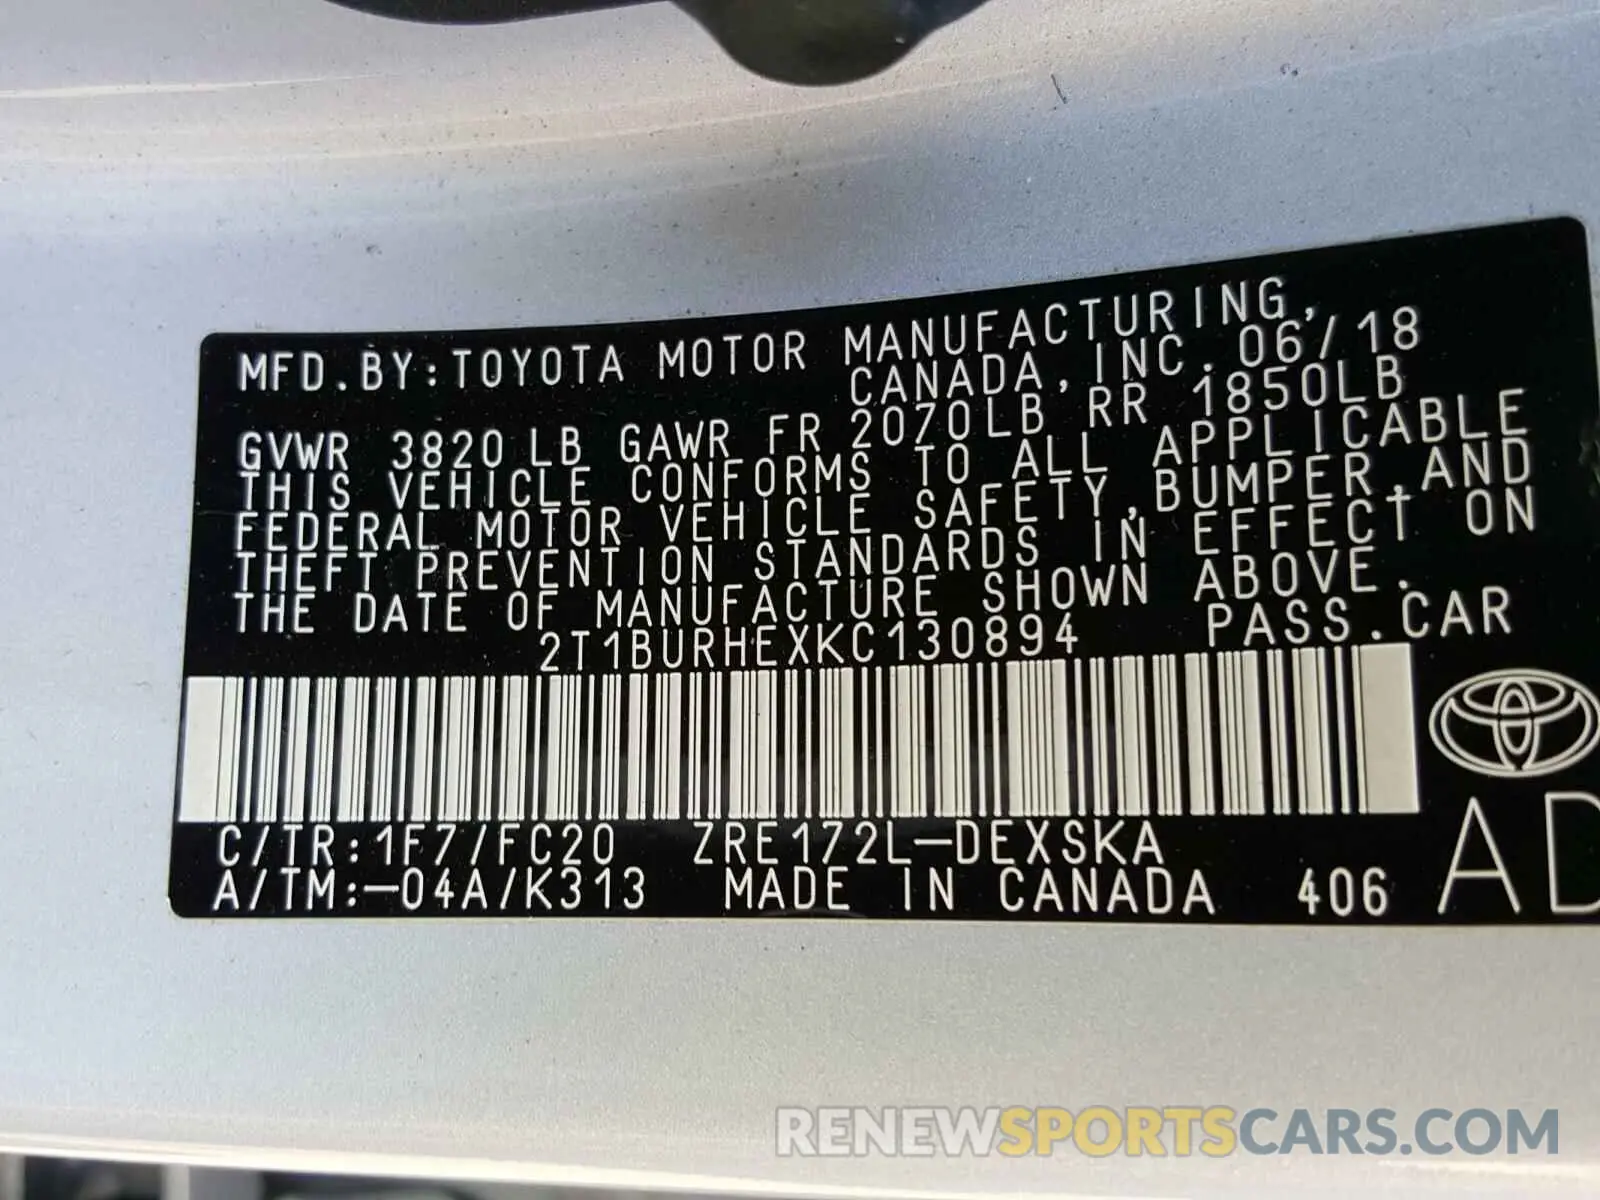 MFD.BY:TOYOTA MOTOR MANUFACTURING,
CANADA,INC. 06/18
GVWR 3820LB GAWR FR 2070LB RR 1850LB
THIS VEHICLE CONFORMS TO ALL APPLICABLE
FEDERAL MOTOR VEHICLE SAFETY,BUMPER,AND
THEFT PREVENTION STANDARDS IN EFFECT ON
THE DATE OF MANUFACTURE SHOWN ABOVE.
2T1BURHEXKC130894 PASS.CAR
C/TR:1F7/FC20 ZRE172L-DEXSKA
A/TM:-04A/K313 MADE IN CANADA 406
AD
RENEWSPORTSCARS.COM